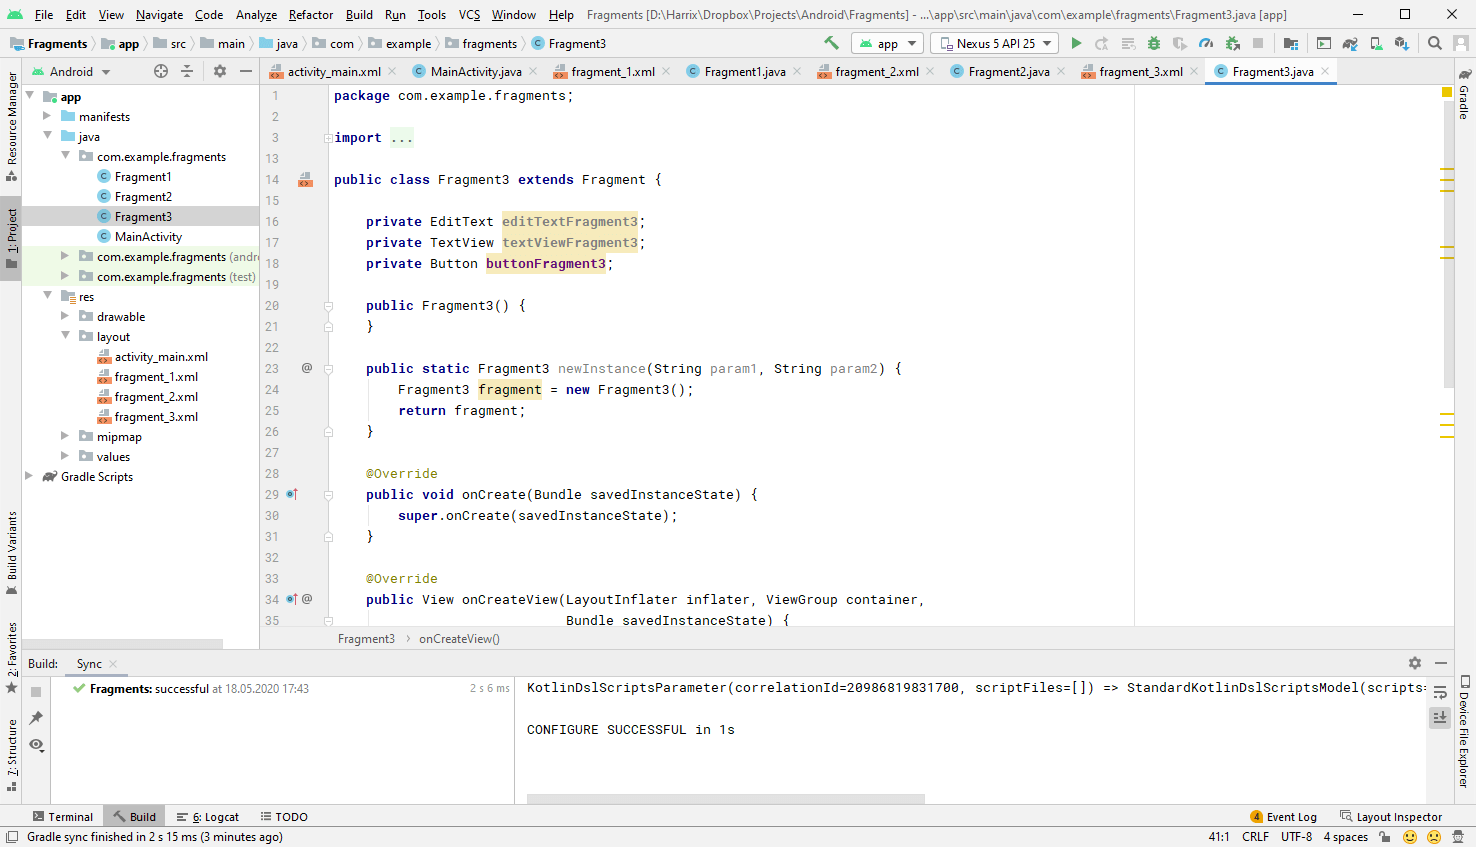 File Edit View Navigate Code Analyze Refactor Build Run Tools VCS Window Help Fragments [D:\Harrix\Dropbox\Projects\Android\Fragments] - ...\app\src\main\java\com\example\fragments\Fragment3.java [app]
Fragments app src main java com example fragments Fragment3 app Nexus 5 API 25
Android
activity_main.xml MainActivity.java fragment_1.xml Fragment1.java fragment_2.xml Fragment2.java fragment_3.xml Fragment3.java
Resource Manager
1: Project
Build Variants
2: Favorites
7: Structure
app
manifests
java
com.example.fragments
Fragment1
Fragment2
Fragment3
MainActivity
com.example.fragments (andr
com.example.fragments (test)
res
drawable
layout
activity_main.xml
fragment_1.xml
fragment_2.xml
fragment_3.xml
mipmap
values
Gradle Scripts
1 package com.example.fragments;
2
3 import ...
13
14 public class Fragment3 extends Fragment {
15
16 private EditText editTextFragment3;
17 private TextView textViewFragment3;
18 private Button buttonFragment3;
19
20 public Fragment3() {
21 }
22
23 @ public static Fragment3 newInstance(String param1, String param2) {
24 Fragment3 fragment = new Fragment3();
25 return fragment;
26 }
27
28 @Override
29 public void onCreate(Bundle savedInstanceState) {
30 super.onCreate(savedInstanceState);
31 }
32
33 @Override
34 @ public View onCreateView(LayoutInflater inflater, ViewGroup container,
35 Bundle savedInstanceState) {
Fragment3 › onCreateView()
Gradle
Device File Explorer
Build: Sync
Fragments: successful at 18.05.2020 17:43 2 s 6 ms
KotlinDslScriptsParameter(correlationId=20986819831700, scriptFiles=[]) => StandardKotlinDslScriptsModel(scripts=
CONFIGURE SUCCESSFUL in 1s
Terminal Build 6: Logcat TODO 4 Event Log Layout Inspector
Gradle sync finished in 2 s 15 ms (3 minutes ago) 41:1 CRLF UTF-8 4 spaces